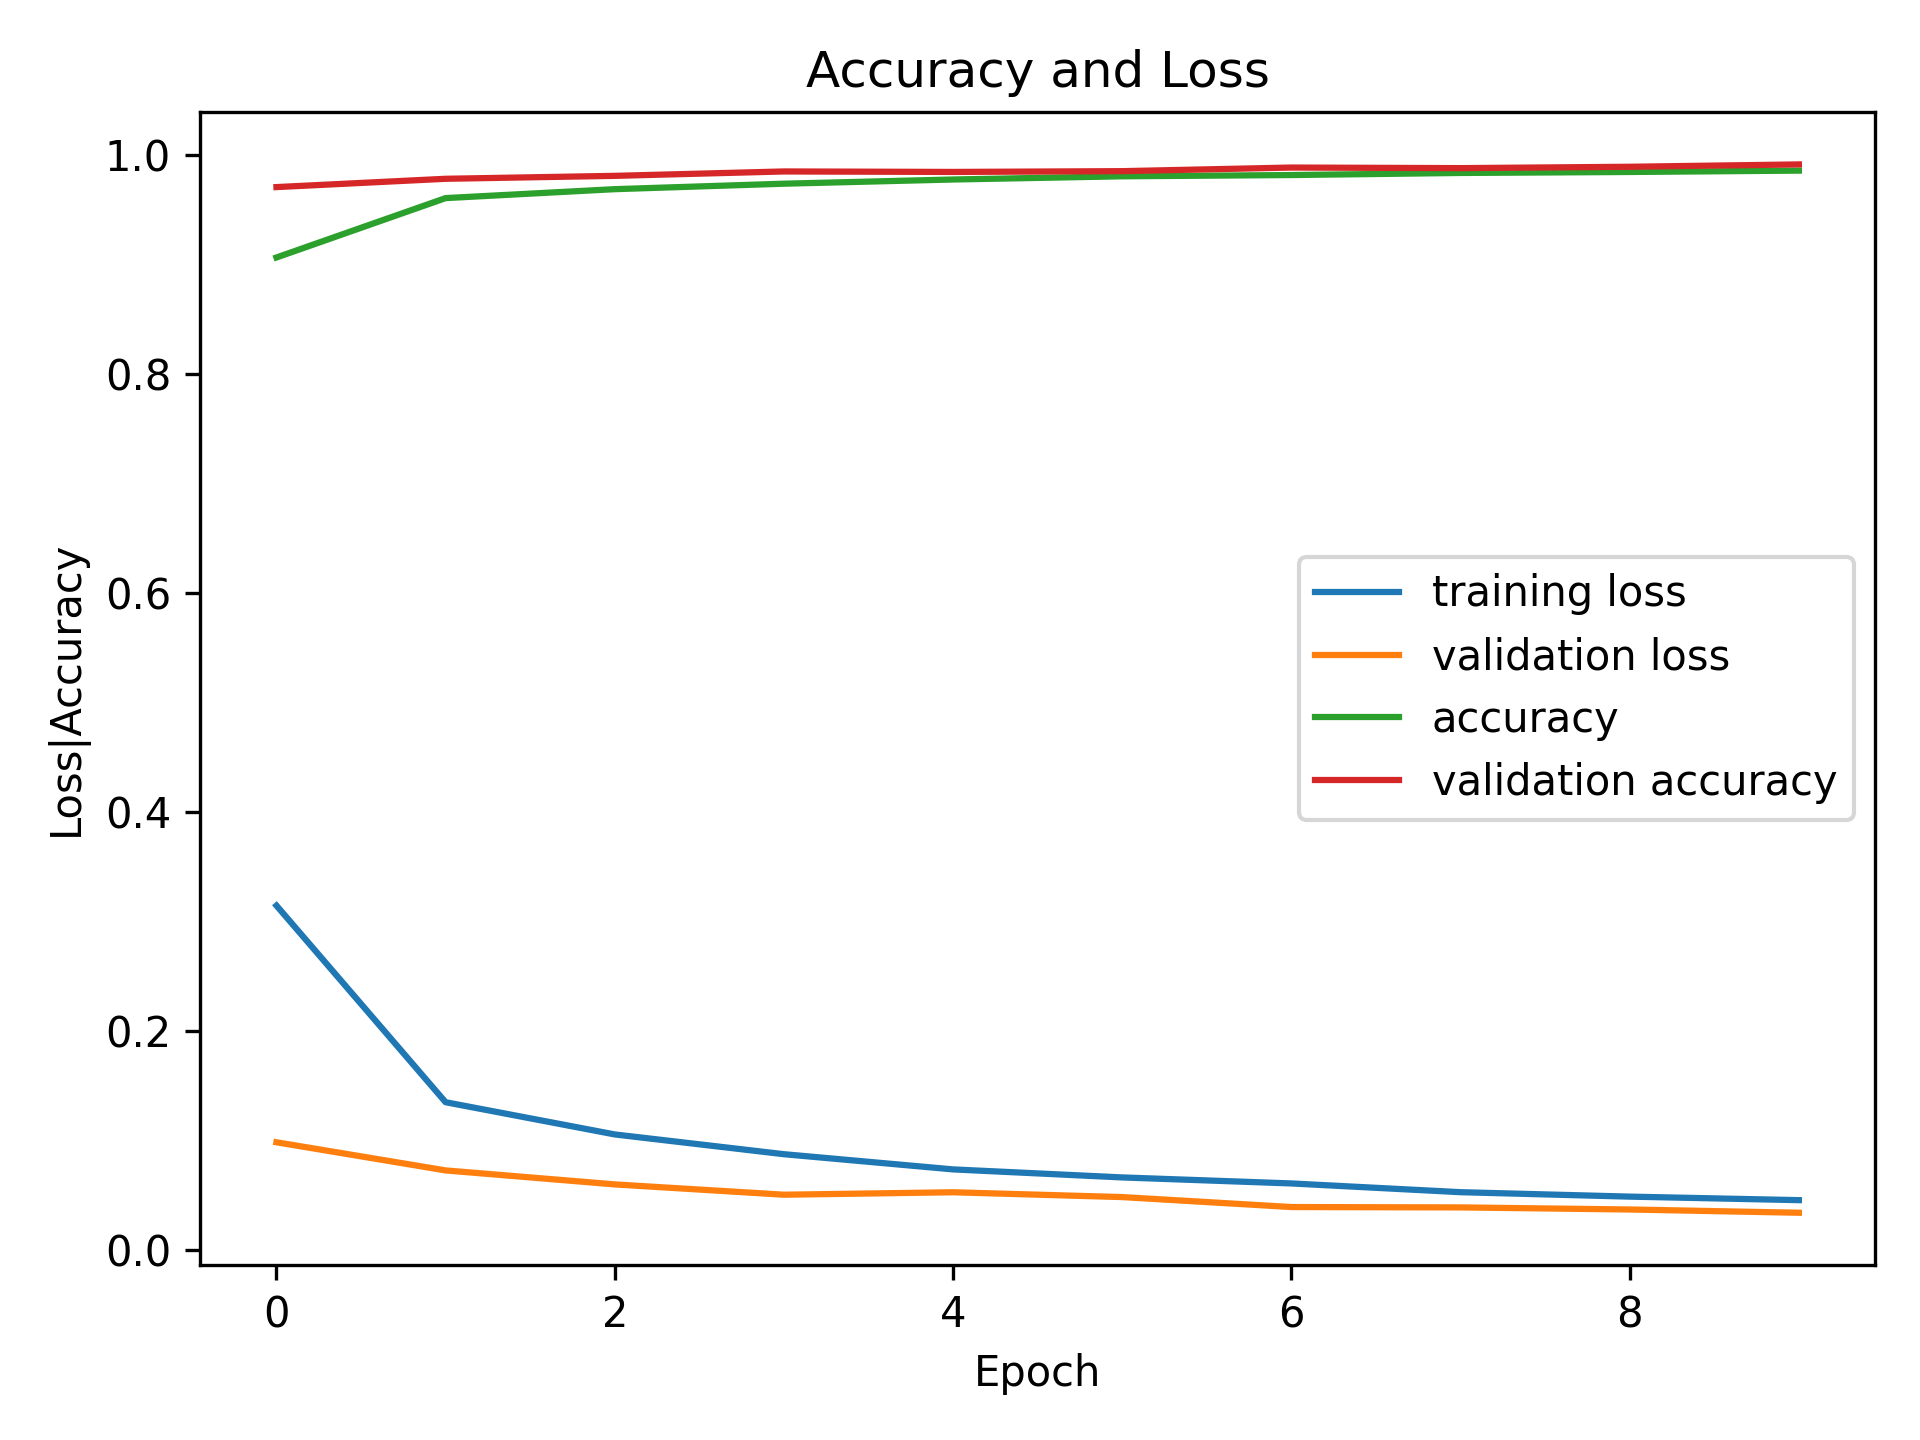 Accuracy and Loss
1.0
0.8
0.6
0.4
0.2
0.0
Loss|Accuracy
training loss
validation loss
accuracy
validation accuracy
0 2 4 6 8
Epoch